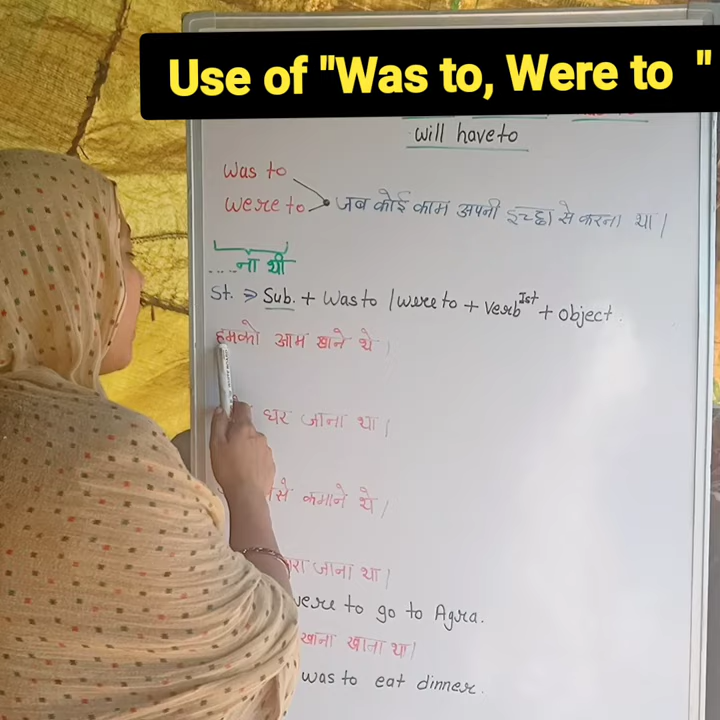 Use of "Was to, Were to "
will have to
was to
were to
जब कोई काम अपनी इच्छा से करना था।
....ना थी
St. ⇒ Sub. + was to / were to + verb Ist + object.
हमको आम खाने थे।
घर जाना था।
कमाने थे।
जाना था।
were to go to Agra.
खाना खाना था।
was to eat dinner.